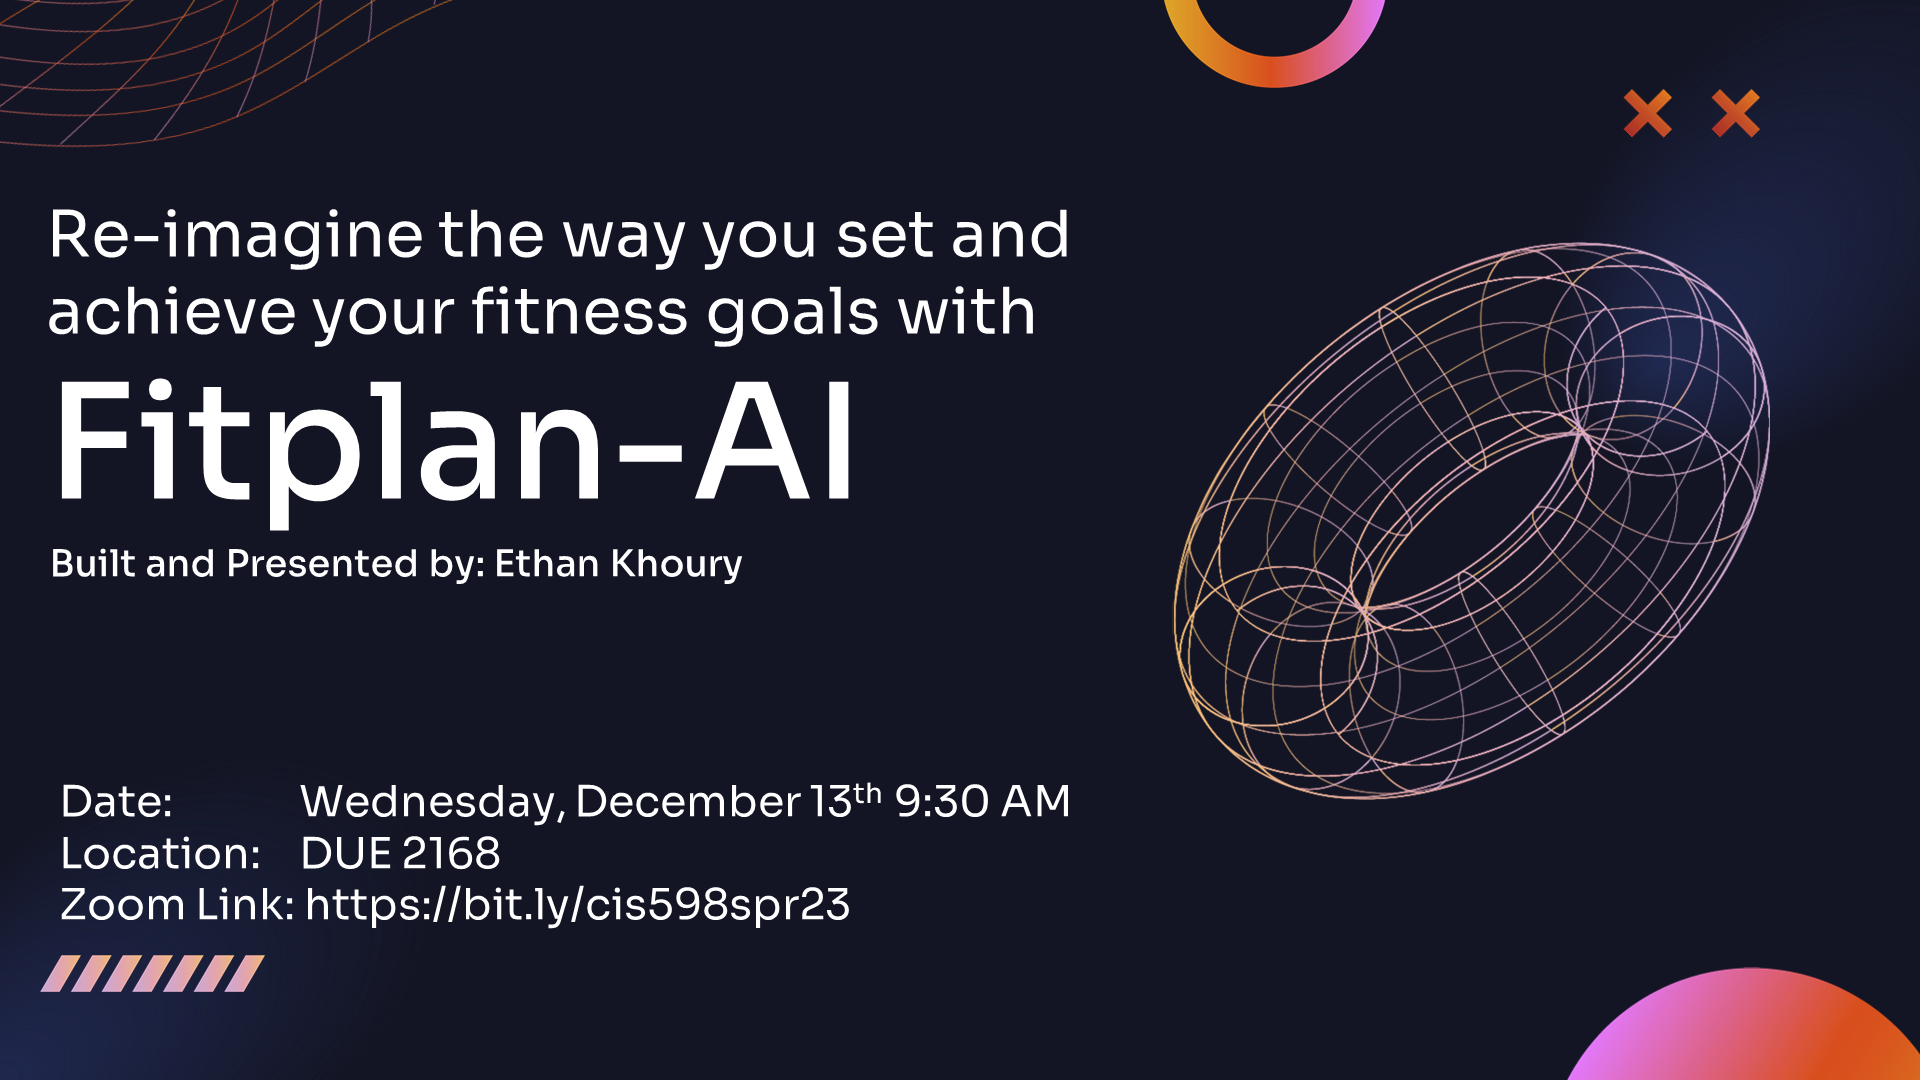 Re-imagine the way you set and
achieve your fitness goals with
Fitplan-AI
Built and Presented by: Ethan Khoury
Date: Wednesday, December 13th 9:30 AM
Location: DUE 2168
Zoom Link: https://bit.ly/cis598spr23